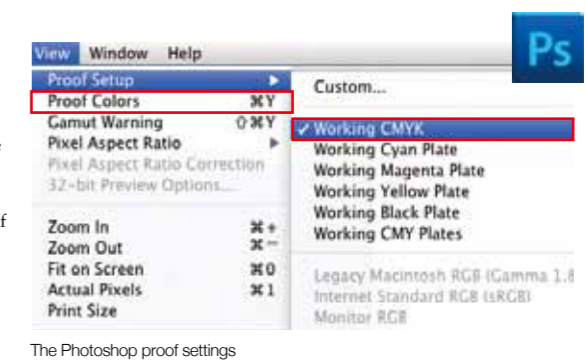 Ps
View Window Help
Proof Setup
Proof Colors ⌘Y
Gamut Warning ⇧⌘Y
Pixel Aspect Ratio
Pixel Aspect Ratio Correction
32-bit Preview Options...
Zoom In ⌘+
Zoom Out ⌘−
Fit on Screen ⌘0
Actual Pixels ⌘1
Print Size
Custom...
✓ Working CMYK
Working Cyan Plate
Working Magenta Plate
Working Yellow Plate
Working Black Plate
Working CMY Plates
Legacy Macintosh RGB (Gamma 1.8
Internet Standard RGB (sRGB)
Monitor RGB
f
The Photoshop proof settings